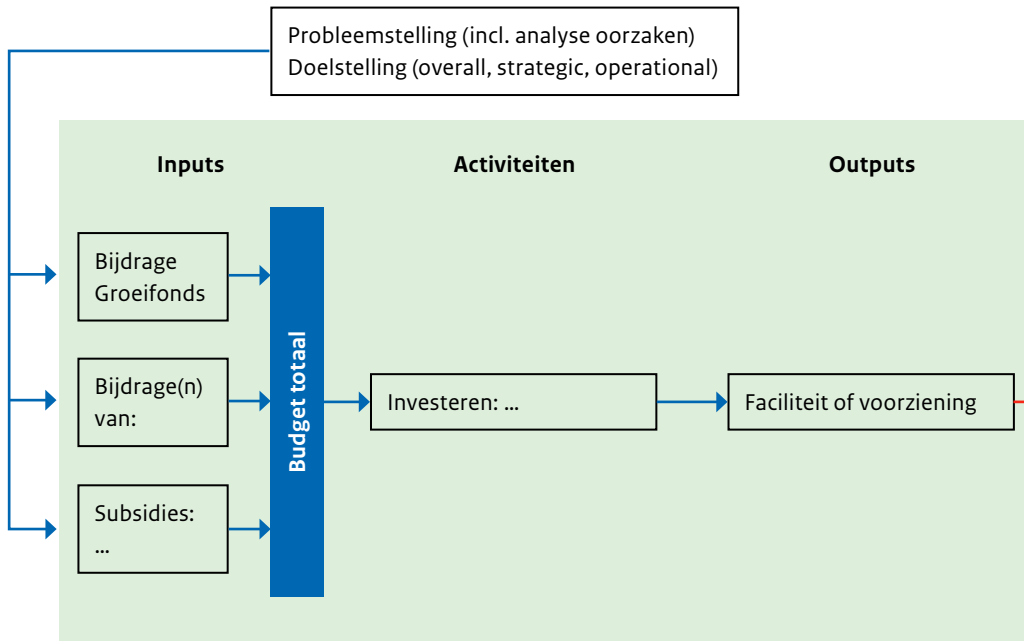 Probleemstelling (incl. analyse oorzaken)
Doelstelling (overall, strategic, operational)
Inputs
Activiteiten
Outputs
Bijdrage
Groeifonds
Bijdrage(n)
van:
Subsidies:
...
Budget totaal
Investeren: ...
Faciliteit of voorziening